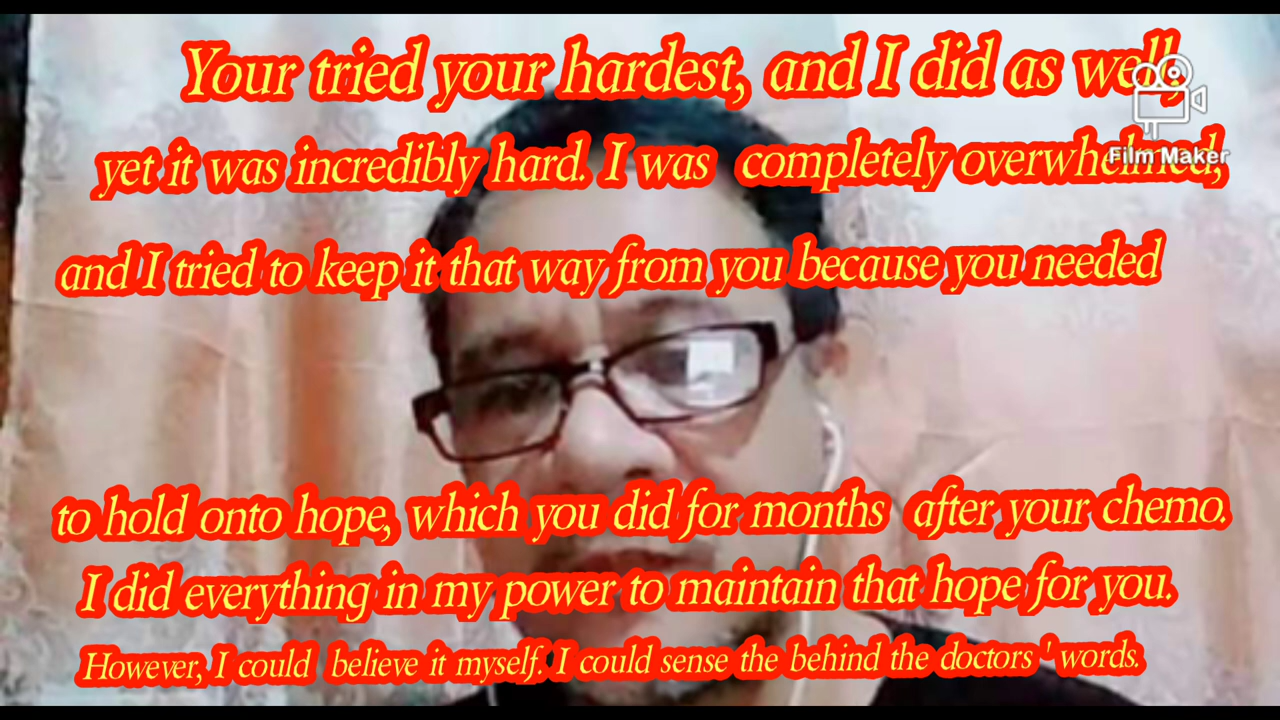 Your tried your hardest, and I did as well,
yet it was incredibly hard. I was completely overwhelmed,
Film Maker
and I tried to keep it that way from you because you needed
to hold onto hope, which you did for months after your chemo.
I did everything in my power to maintain that hope for you.
However, I could believe it myself. I could sense the behind the doctors ' words.